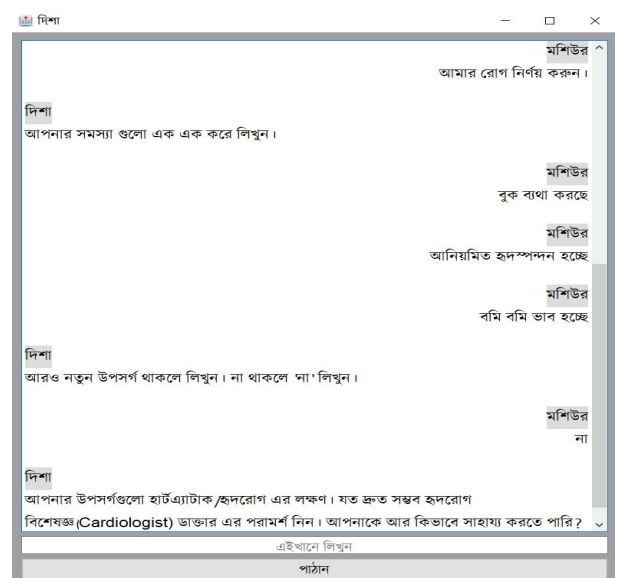 দিশা
মশিউর
আমার রোগ নির্ণয় করুন।
দিশা
আপনার সমস্যা গুলো এক এক করে লিখুন।
মশিউর
বুক ব্যথা করছে
মশিউর
আনিয়মিত হৃদস্পন্দন হচ্ছে
মশিউর
বমি বমি ভাব হচ্ছে
দিশা
আরও নতুন উপসর্গ থাকলে লিখুন। না থাকলে 'না' লিখুন।
মশিউর
না
দিশা
আপনার উপসর্গগুলো হার্টএ্যাটাক/হৃদরোগ এর লক্ষণ। যত দ্রুত সম্ভব হৃদরোগ
বিশেষজ্ঞ(Cardiologist) ডাক্তার এর পরামর্শ নিন। আপনাকে আর কিভাবে সাহায্য করতে পারি?
এইখানে লিখুন
পাঠান